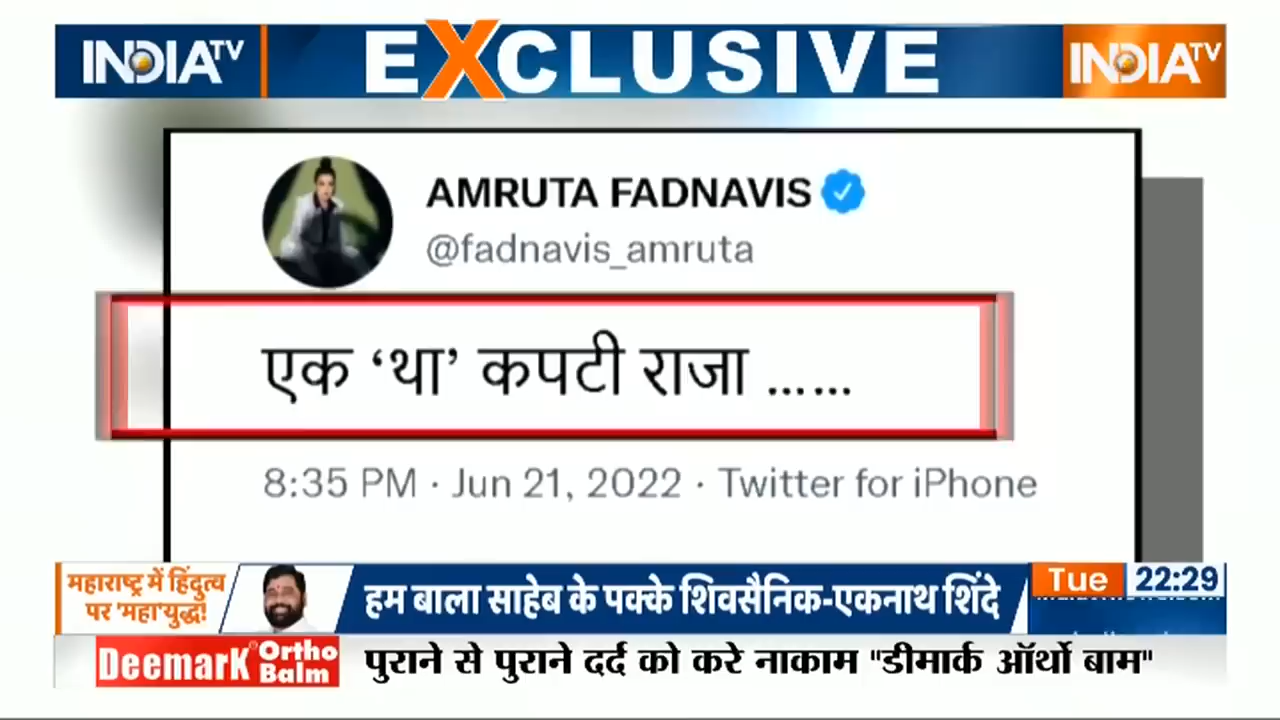 INDIA TV
EXCLUSIVE
INDIA TV
AMRUTA FADNAVIS
@fadnavis_amruta
एक ‘था’ कपटी राजा ......
8:35 PM · Jun 21, 2022 · Twitter for iPhone
महाराष्ट्र में हिंदुत्व
पर 'महा'युद्ध!
हम बाला साहेब के पक्के शिवसैनिक-एकनाथ शिंदे
Tue 22:29
Deemark® Ortho
Balm
पुराने से पुराने दर्द को करे नाकाम "डीमार्क ऑर्थो बाम"